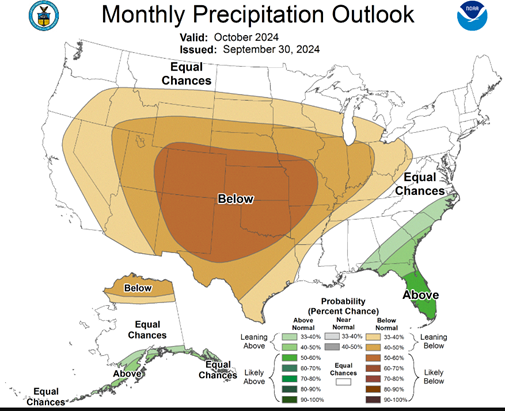 Monthly Precipitation Outlook
Valid: October 2024
Issued: September 30, 2024
NOAA
Equal
Chances
Below
Equal
Chances
Above
Below
Equal
Chances
Above
Equal
Chances
Equal
Chances
Probability
(Percent Chance)
Above
Normal
Near
Normal
Below
Normal
Leaning
Above
33-40%
40-50%
50-60%
Likely
Above
60-70%
70-80%
80-90%
90-100%
33-40%
40-50%
Equal
Chances
33-40%
40-50%
50-60%
60-70%
70-80%
80-90%
90-100%
Leaning
Below
Likely
Below